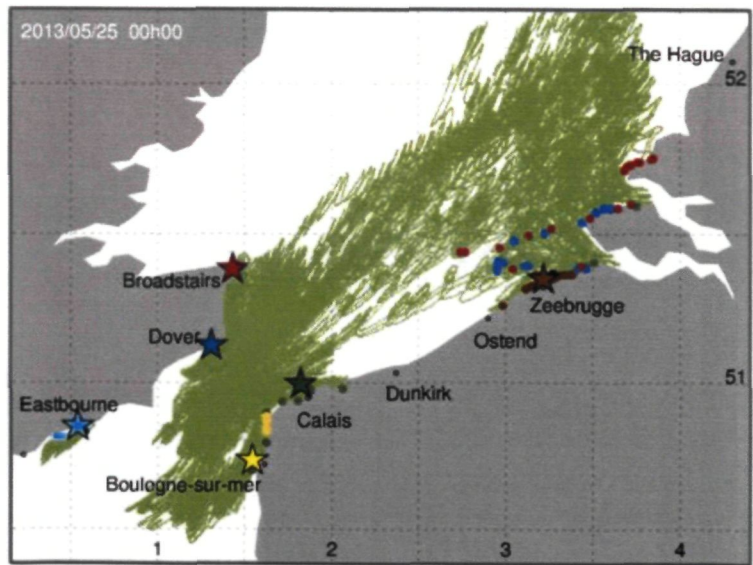 2013/05/25 00h00
The Hague
52
Broadstairs
Zeebrugge
Dover
Ostend
51
Dunkirk
Eastbourne
Calais
Boulogne-sur-mer
1 2 3 4